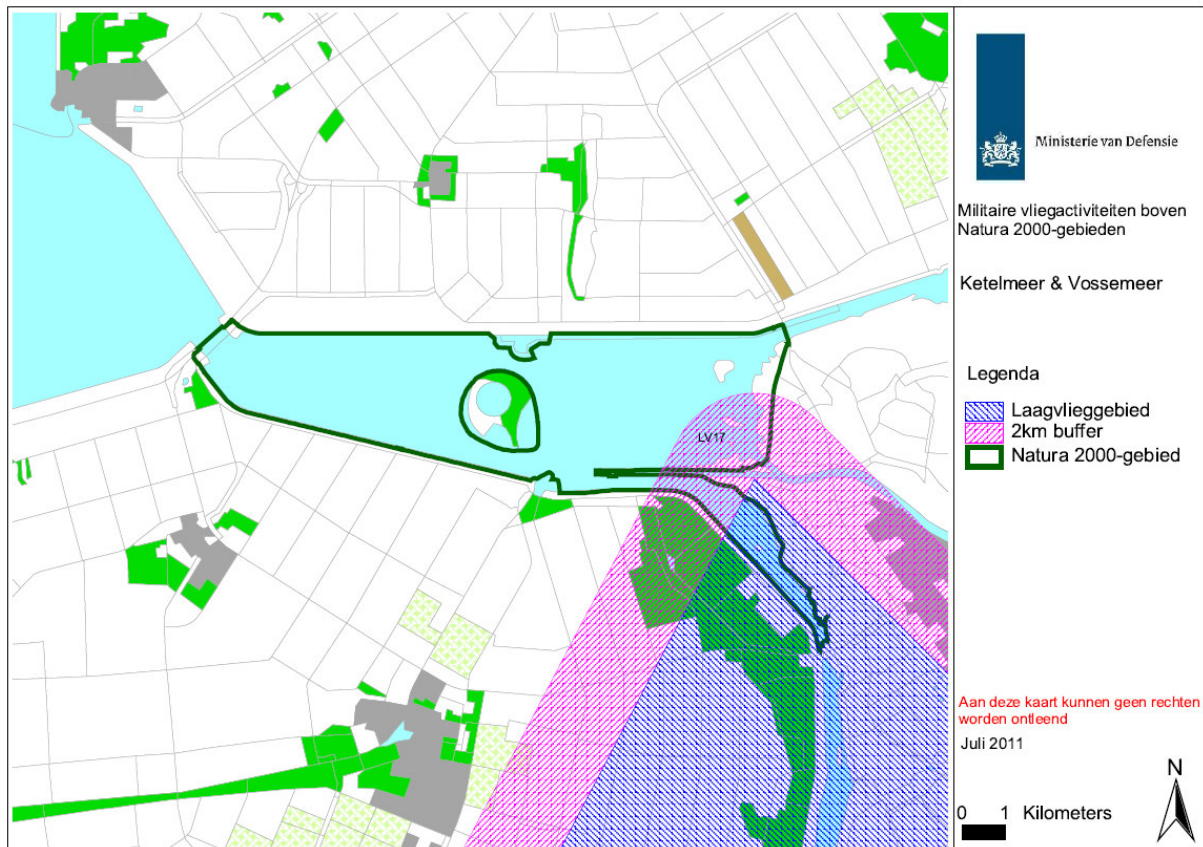 Ministerie van Defensie
Militaire vliegactiviteiten boven
Natura 2000-gebieden
Ketelmeer & Vossemeer
Legenda
Laagvlieggebied
2km buffer
Natura 2000-gebied
LV17
Aan deze kaart kunnen geen rechten
worden ontleend
Juli 2011
N
0 1 Kilometers